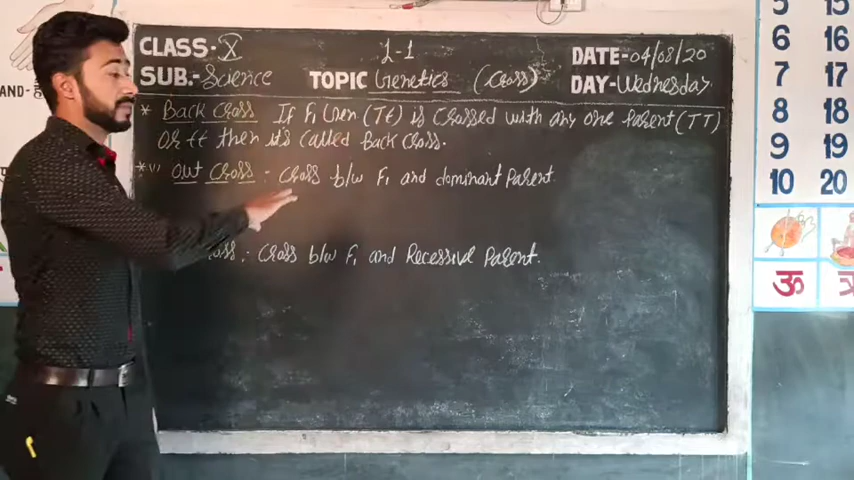 CLASS- X
SUB.- Science
L-1
TOPIC Genetics (Cross)
DATE- 04/08/20
DAY- Wednesday
* Back Cross If F₁ Gen (Tt) is Crossed with any one Parent (TT)
or tt then it's called Back Cross.
*(i) Out Cross : Cross b/w F₁ and dominant Parent.
:- Cross b/w F₁ and Recessive Parent.
AND-
5 15
6 16
7 17
8 18
9 19
10 20
ॐ